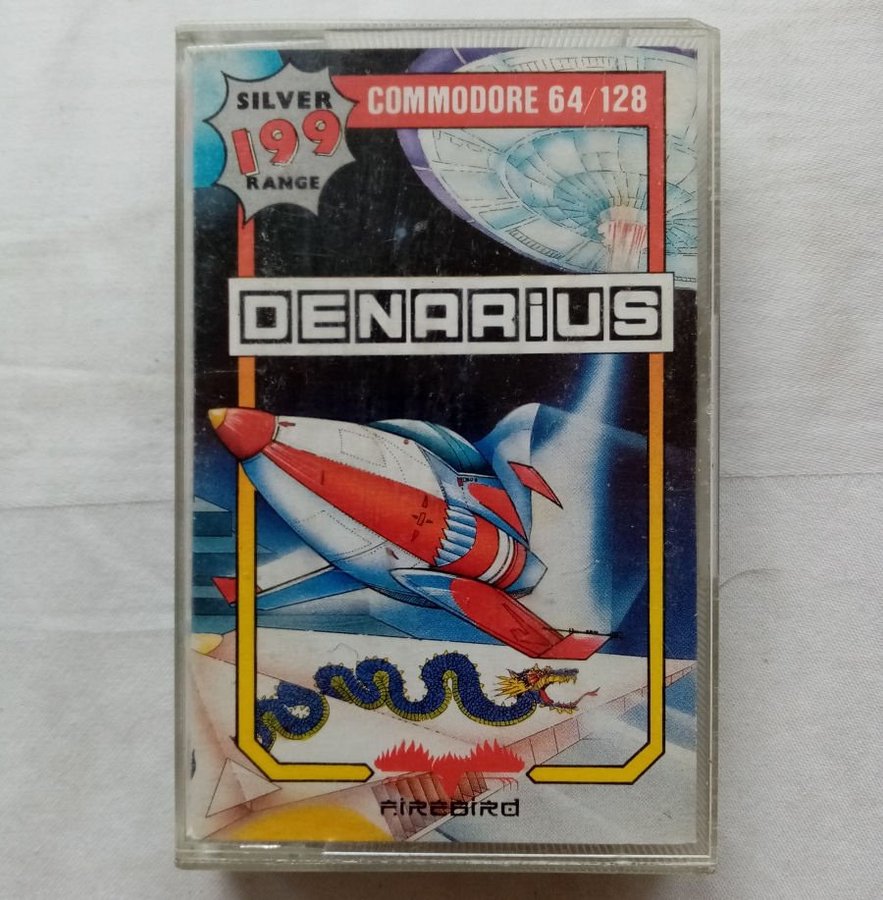 SILVER
199
RANGE
COMMODORE 64/128
DENARiUS
FiREBiRd